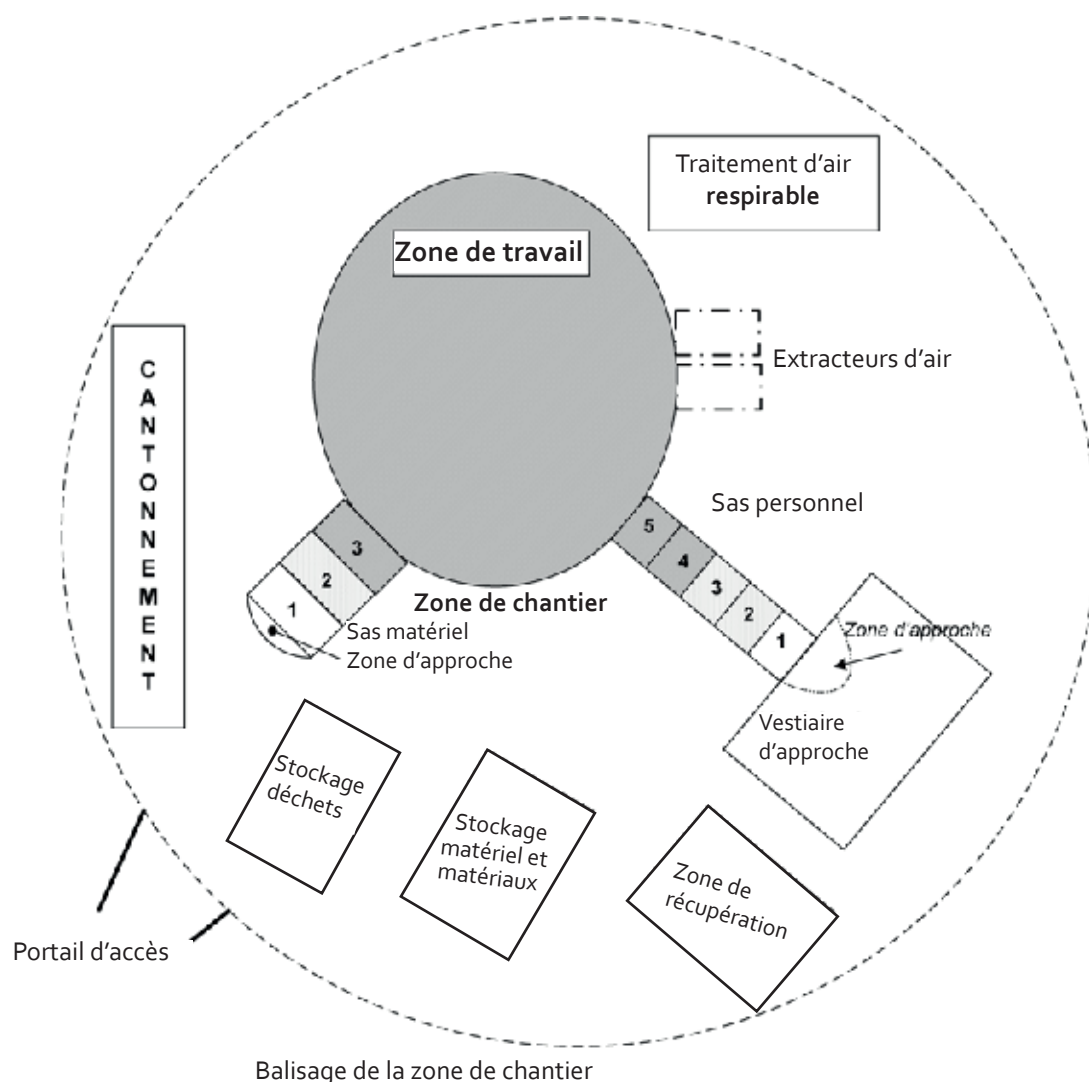 Traitement d'air
respirable
Zone de travail
Extracteurs d'air
CANTONNEMENT
Sas personnel
5
4
3
2
1
3
2
1
Zone de chantier
Sas matériel
Zone d'approche
Zone d'approche
Vestiaire
d'approche
Stockage
déchets
Stockage
matériel et
matériaux
Zone de
récupération
Portail d'accès
Balisage de la zone de chantier